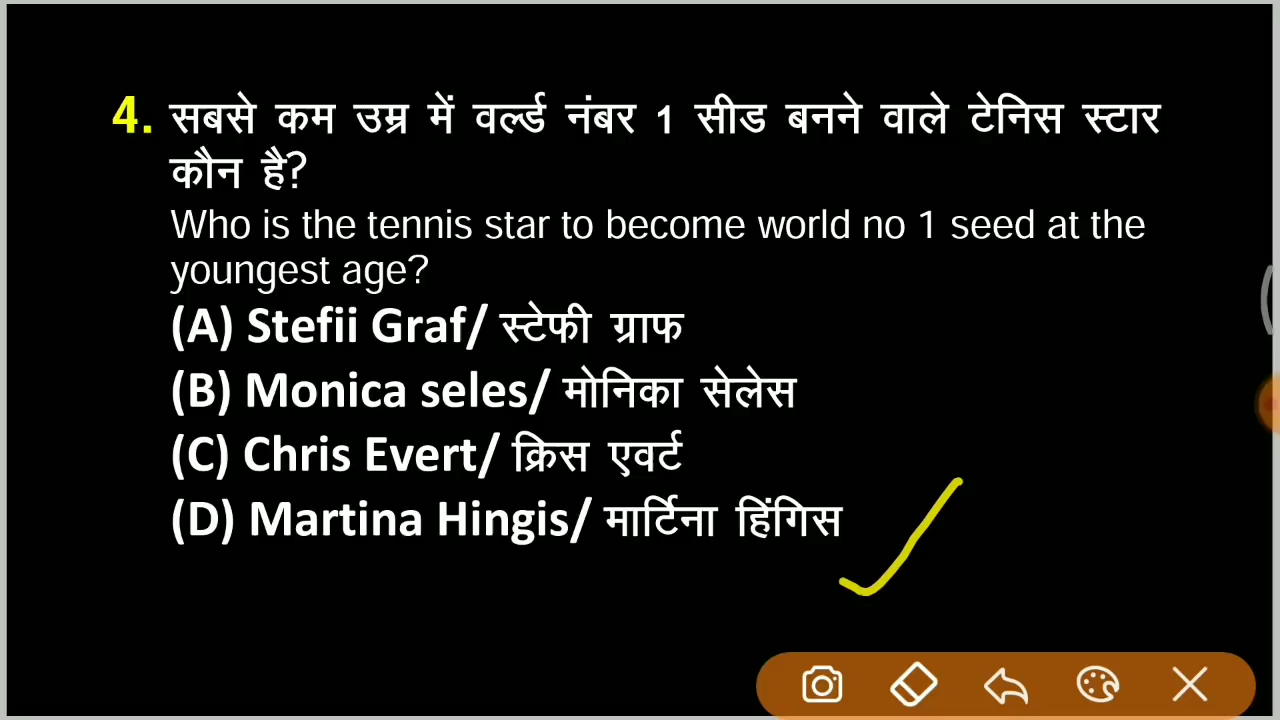 4. सबसे कम उम्र में वर्ल्ड नंबर 1 सीड बनने वाले टेनिस स्टार
कौन है?
Who is the tennis star to become world no 1 seed at the
youngest age?
(A) Stefii Graf/ स्टेफी ग्राफ
(B) Monica seles/ मोनिका सेलेस
(C) Chris Evert/ क्रिस एवर्ट
(D) Martina Hingis/ मार्टिना हिंगिस